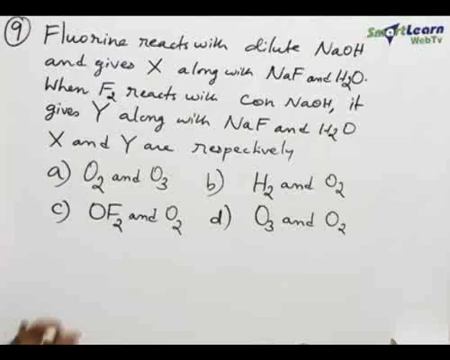 SmartLearn
WebTv
9 Fluorine reacts with dilute NaOH
and gives X along with NaF and H₂O.
When F₂ reacts with con NaOH, it
gives Y along with NaF and H₂O
X and Y are respectively
a) O₂ and O₃ b) H₂ and O₂
c) OF₂ and O₂ d) O₃ and O₂